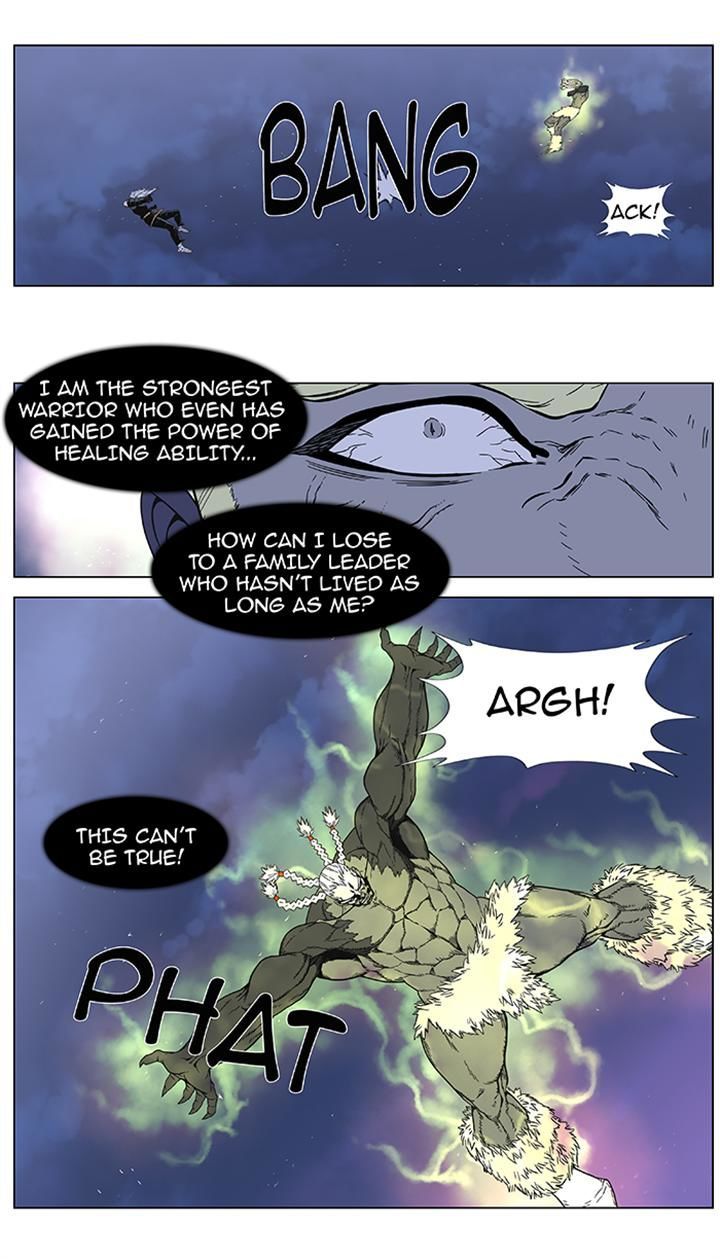 BANG
ACK!
I AM THE STRONGEST
WARRIOR WHO EVEN HAS
GAINED THE POWER OF
HEALING ABILITY...
HOW CAN I LOSE
TO A FAMILY LEADER
WHO HASN'T LIVED AS
LONG AS ME?
ARGH!
THIS CAN'T
BE TRUE!
PHAT